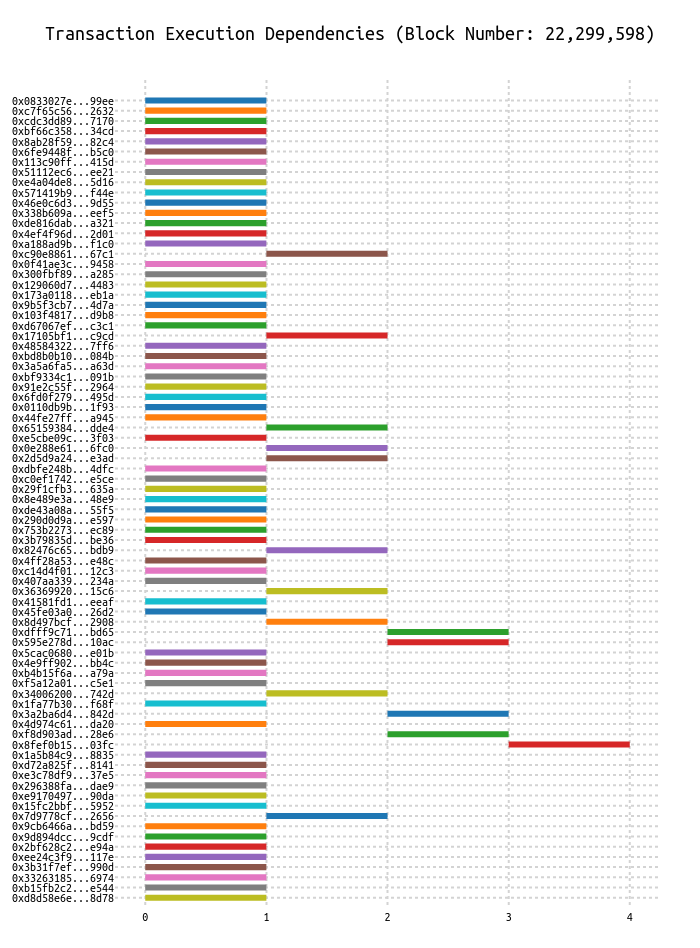 Transaction Execution Dependencies (Block Number: 22,299,598)
0x0833027e...99ee
0xc7f65c56...2632
0xcdc3dd89...7170
0xbf66c358...34cd
0x8ab28f59...82c4
0x6fe9448f...b5c0
0x113c90ff...415d
0x51112ec6...ee21
0xe4a04de8...5d16
0x571419b9...f44e
0x46e0c6d3...9d55
0x338b609a...eef5
0xde816dab...a321
0x4ef4f96d...2d01
0xa188ad9b...f1c0
0xc90e8861...67c1
0x0f41ae3c...9458
0x300fbf89...a285
0x129060d7...4483
0x173a0118...eb1a
0x9b5f3cb7...4d7a
0x103f4817...d9b8
0xd67067ef...c3c1
0x17105bf1...c9cd
0x48584322...7ff6
0xbd8b0b10...084b
0x3a5a6fa5...a63d
0xbf9334c1...091b
0x91e2c55f...2964
0x6fd0f279...495d
0x0110db9b...1f93
0x44fe27ff...a945
0x65159384...dde4
0xe5cbe09c...3f03
0x0e288e61...6fc0
0x2d5d9a24...e3ad
0xdbfe248b...4dfc
0xc0ef1742...e5ce
0x29f1cfb3...635a
0x8e489e3a...48e9
0xde43a08a...55f5
0x290d0d9a...e597
0x753b2273...ec89
0x3b79835d...be36
0x82476c65...bdb9
0x4ff28a53...e48c
0xc14d4f01...12c3
0x407aa339...234a
0x36369920...15c6
0x41581fd1...eeaf
0x45fe03a0...26d2
0x8d497bcf...2908
0xdfff9c71...bd65
0x595e278d...10ac
0x5cac0680...e01b
0x4e9ff902...bb4c
0xb4b15f6a...a79a
0xf5a12a01...c5e1
0x34006200...742d
0x1fa77b30...f68f
0x3a2ba6d4...842d
0x4d974c61...da20
0xf8d903ad...28e6
0x8fef0b15...03fc
0x1a5b84c9...8835
0xd72a825f...8141
0xe3c78df9...37e5
0x296388fa...dae9
0xe9170497...90da
0x15fc2bbf...5952
0x7d9778cf...2656
0x9cb6466a...bd59
0x9d894dcc...9cdf
0x2bf628c2...e94a
0xee24c3f9...117e
0x3b31f7ef...990d
0x33263185...6974
0xb15fb2c2...e544
0xd8d58e6e...8d78
0 1 2 3 4